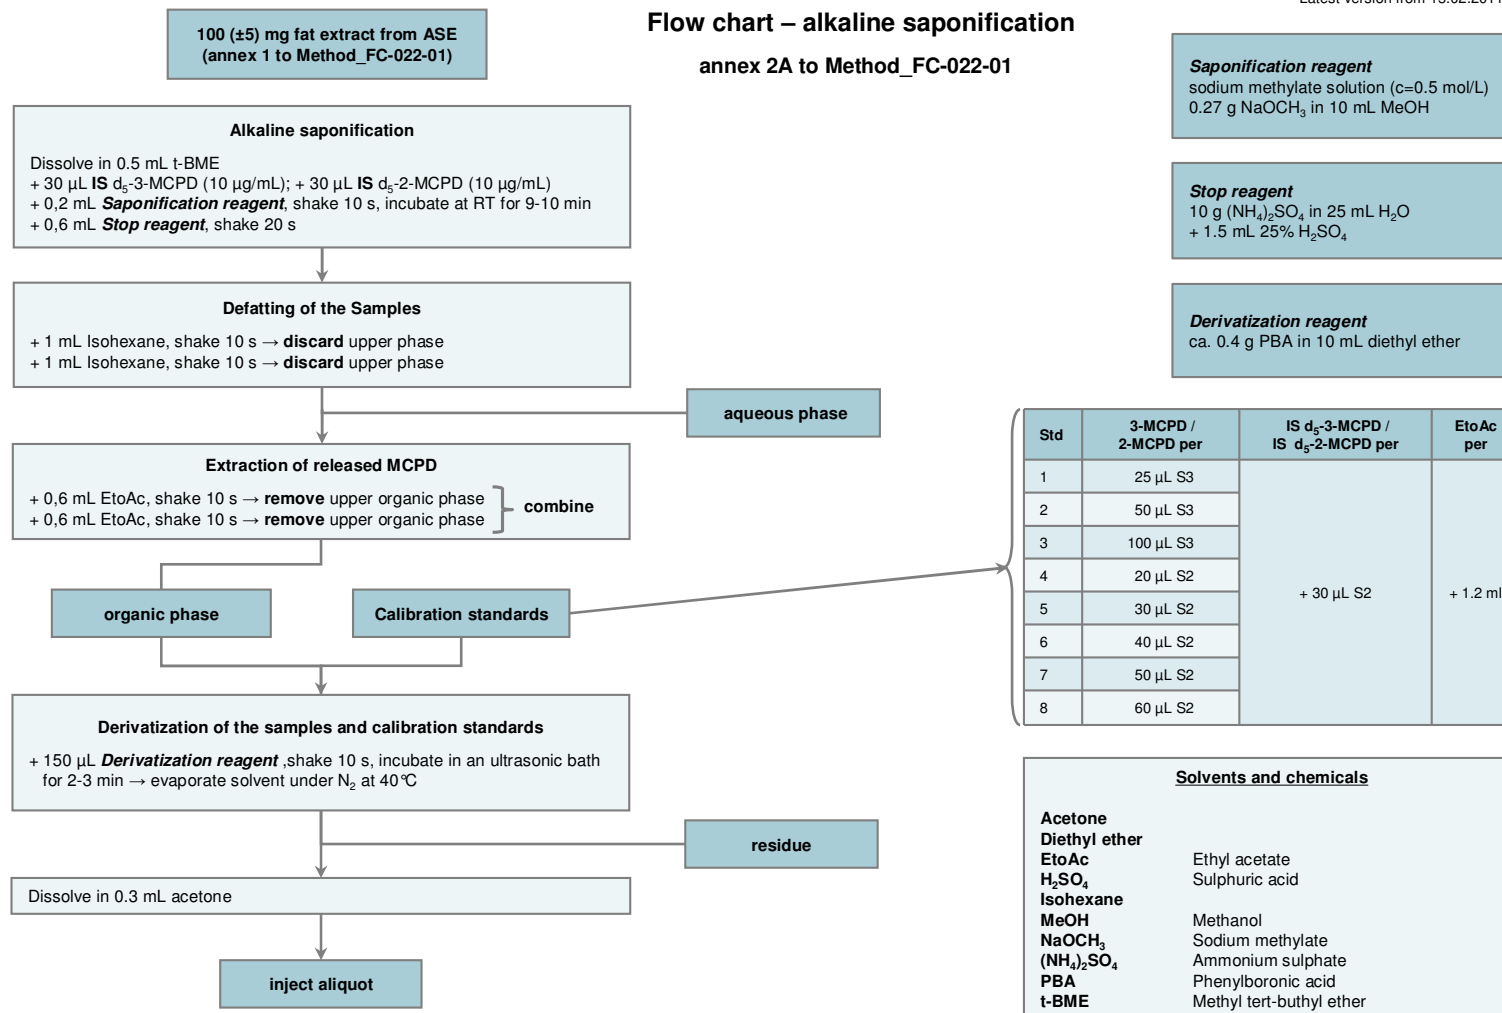 Latest version from 15.02.2011
Flow chart – alkaline saponification
annex 2A to Method_FC-022-01
100 (±5) mg fat extract from ASE
(annex 1 to Method_FC-022-01)
Alkaline saponification
Dissolve in 0.5 mL t-BME
+ 30 µL IS d₅-3-MCPD (10 µg/mL); + 30 µL IS d₅-2-MCPD (10 µg/mL)
+ 0,2 mL Saponification reagent, shake 10 s, incubate at RT for 9-10 min
+ 0,6 mL Stop reagent, shake 20 s
Defatting of the Samples
+ 1 mL Isohexane, shake 10 s → discard upper phase
+ 1 mL Isohexane, shake 10 s → discard upper phase
aqueous phase
Extraction of released MCPD
+ 0,6 mL EtoAc, shake 10 s → remove upper organic phase
+ 0,6 mL EtoAc, shake 10 s → remove upper organic phase
combine
organic phase
Calibration standards
Derivatization of the samples and calibration standards
+ 150 µL Derivatization reagent ,shake 10 s, incubate in an ultrasonic bath
for 2-3 min → evaporate solvent under N₂ at 40°C
residue
Dissolve in 0.3 mL acetone
inject aliquot
Saponification reagent
sodium methylate solution (c=0.5 mol/L)
0.27 g NaOCH₃ in 10 mL MeOH
Stop reagent
10 g (NH₄)₂SO₄ in 25 mL H₂O
+ 1.5 mL 25% H₂SO₄
Derivatization reagent
ca. 0.4 g PBA in 10 mL diethyl ether
Std 3-MCPD / 2-MCPD per IS d₅-3-MCPD / IS d₅-2-MCPD per EtoAc per
1 25 µL S3
2 50 µL S3
3 100 µL S3
4 20 µL S2
5 30 µL S2
6 40 µL S2
7 50 µL S2
8 60 µL S2
+ 30 µL S2
+ 1.2 ml
Solvents and chemicals
Acetone
Diethyl ether
EtoAc Ethyl acetate
H₂SO₄ Sulphuric acid
Isohexane
MeOH Methanol
NaOCH₃ Sodium methylate
(NH₄)₂SO₄ Ammonium sulphate
PBA Phenylboronic acid
t-BME Methyl tert-buthyl ether